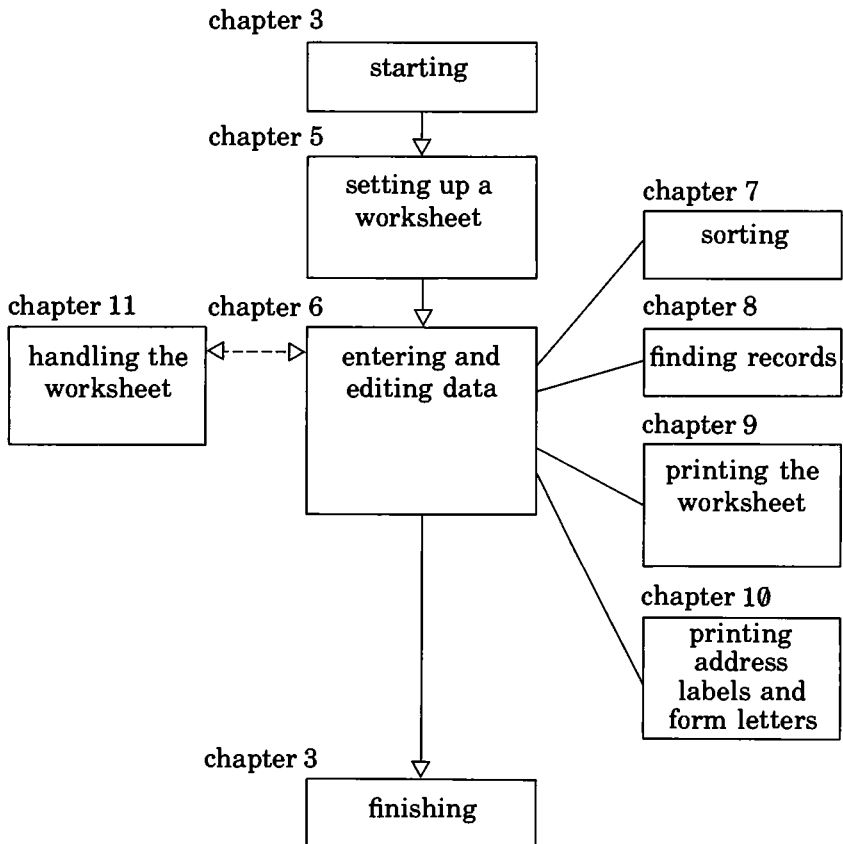 chapter 3
starting
chapter 5
setting up a
worksheet
chapter 7
sorting
chapter 11
handling the
worksheet
chapter 6
entering and
editing data
chapter 8
finding records
chapter 9
printing the
worksheet
chapter 10
printing
address
labels and
form letters
chapter 3
finishing